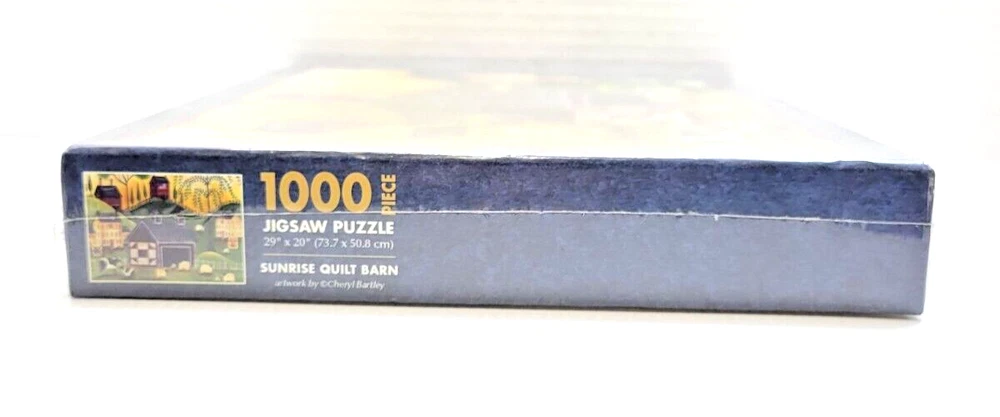 1000 PIECE
JIGSAW PUZZLE
29" x 20" (73.7 x 50.8 cm)
SUNRISE QUILT BARN
artwork by ©Cheryl Bartley